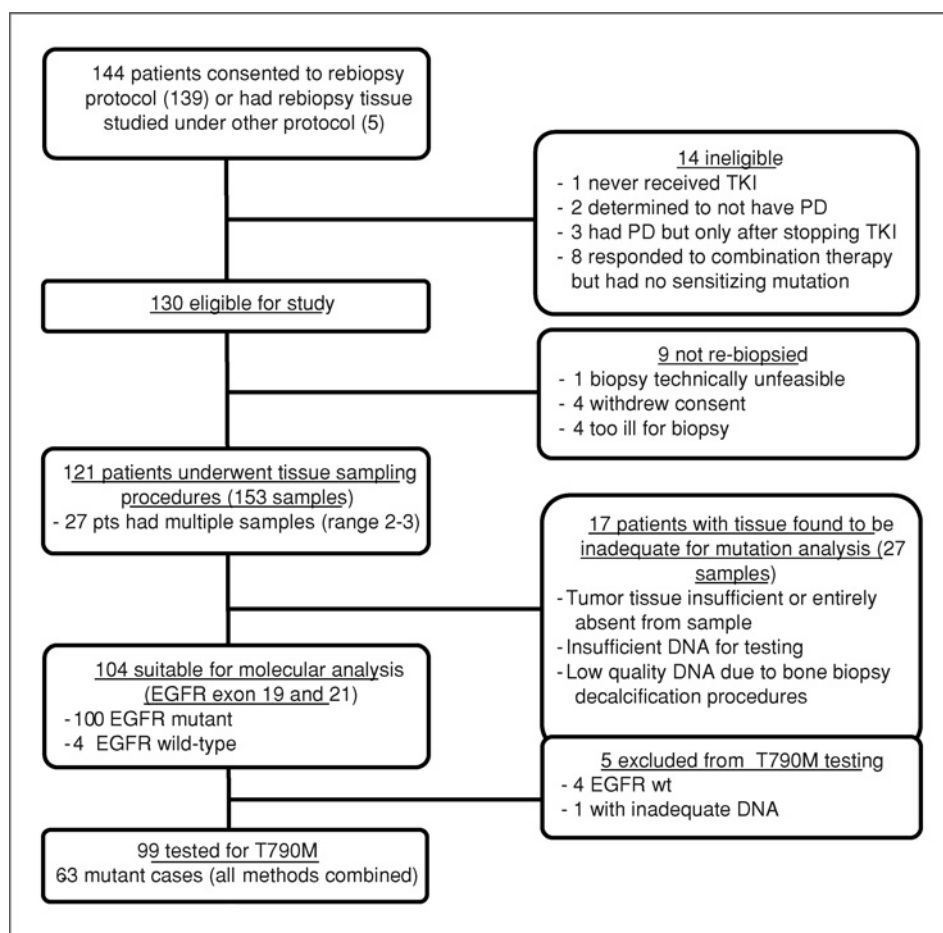 144 patients consented to rebiopsy
protocol (139) or had rebiopsy tissue
studied under other protocol (5)
14 ineligible
- 1 never received TKI
- 2 determined to not have PD
- 3 had PD but only after stopping TKI
- 8 responded to combination therapy
but had no sensitizing mutation
130 eligible for study
9 not re-biopsied
- 1 biopsy technically unfeasible
- 4 withdrew consent
- 4 too ill for biopsy
121 patients underwent tissue sampling
procedures (153 samples)
- 27 pts had multiple samples (range 2-3)
17 patients with tissue found to be
inadequate for mutation analysis (27
samples)
- Tumor tissue insufficient or entirely
absent from sample
- Insufficient DNA for testing
- Low quality DNA due to bone biopsy
decalcification procedures
104 suitable for molecular analysis
(EGFR exon 19 and 21)
- 100 EGFR mutant
- 4 EGFR wild-type
5 excluded from T790M testing
- 4 EGFR wt
- 1 with inadequate DNA
99 tested for T790M
63 mutant cases (all methods combined)